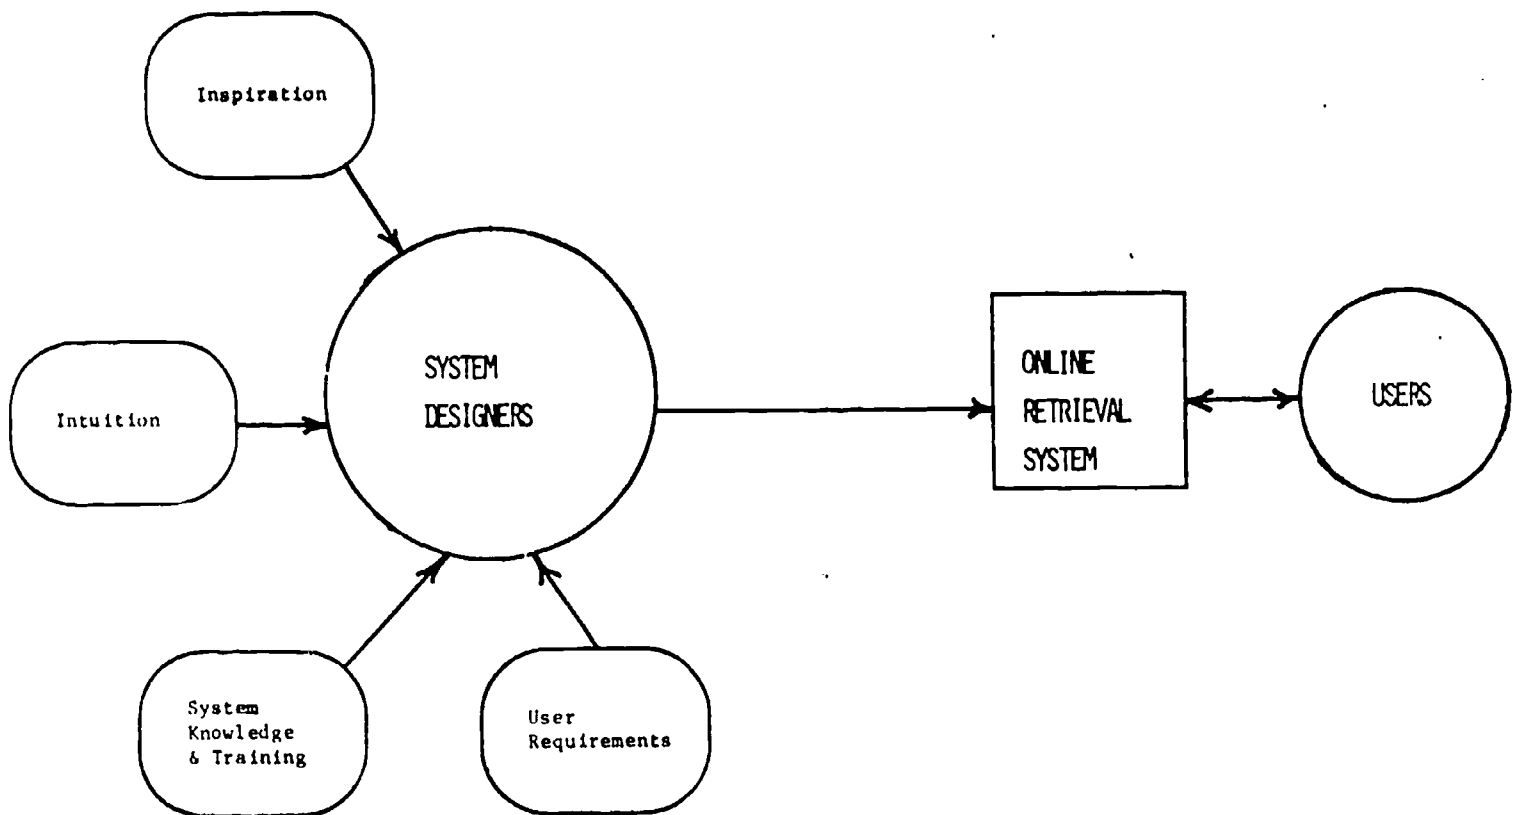 Inspiration
SYSTEM
DESIGNERS
ONLINE
RETRIEVAL
SYSTEM
USERS
Intuition
System
Knowledge
& Training
User
Requirements